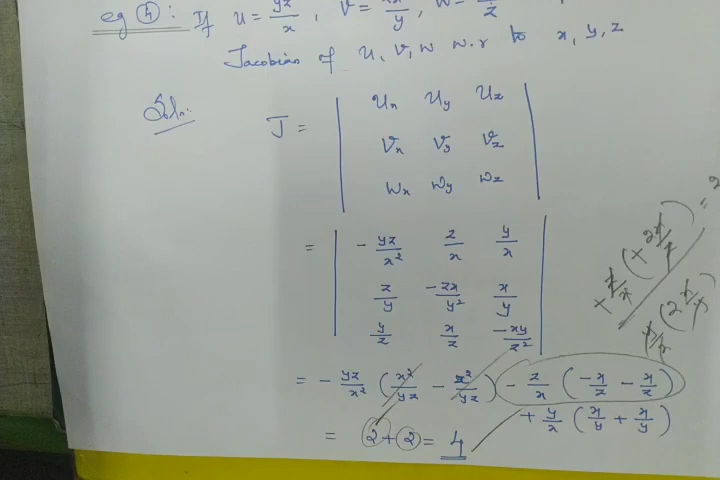 eg ④: If u = yz/x, v = zx/y, w =
Jacobian of u, v, w w.r to x, y, z
Soln:
J = | ux uy uz |
| vx vy vz |
| wx wy wz |
= | - yz/x² z/x y/x |
| z/y -zx/y² x/y |
| y/z x/z -xy/z² |
= - yz/x² (x²/yz - x²/yz) - z/x (-x/z - x/z)
+ y/x (x/y + x/y)
= 2 + 2 = 4